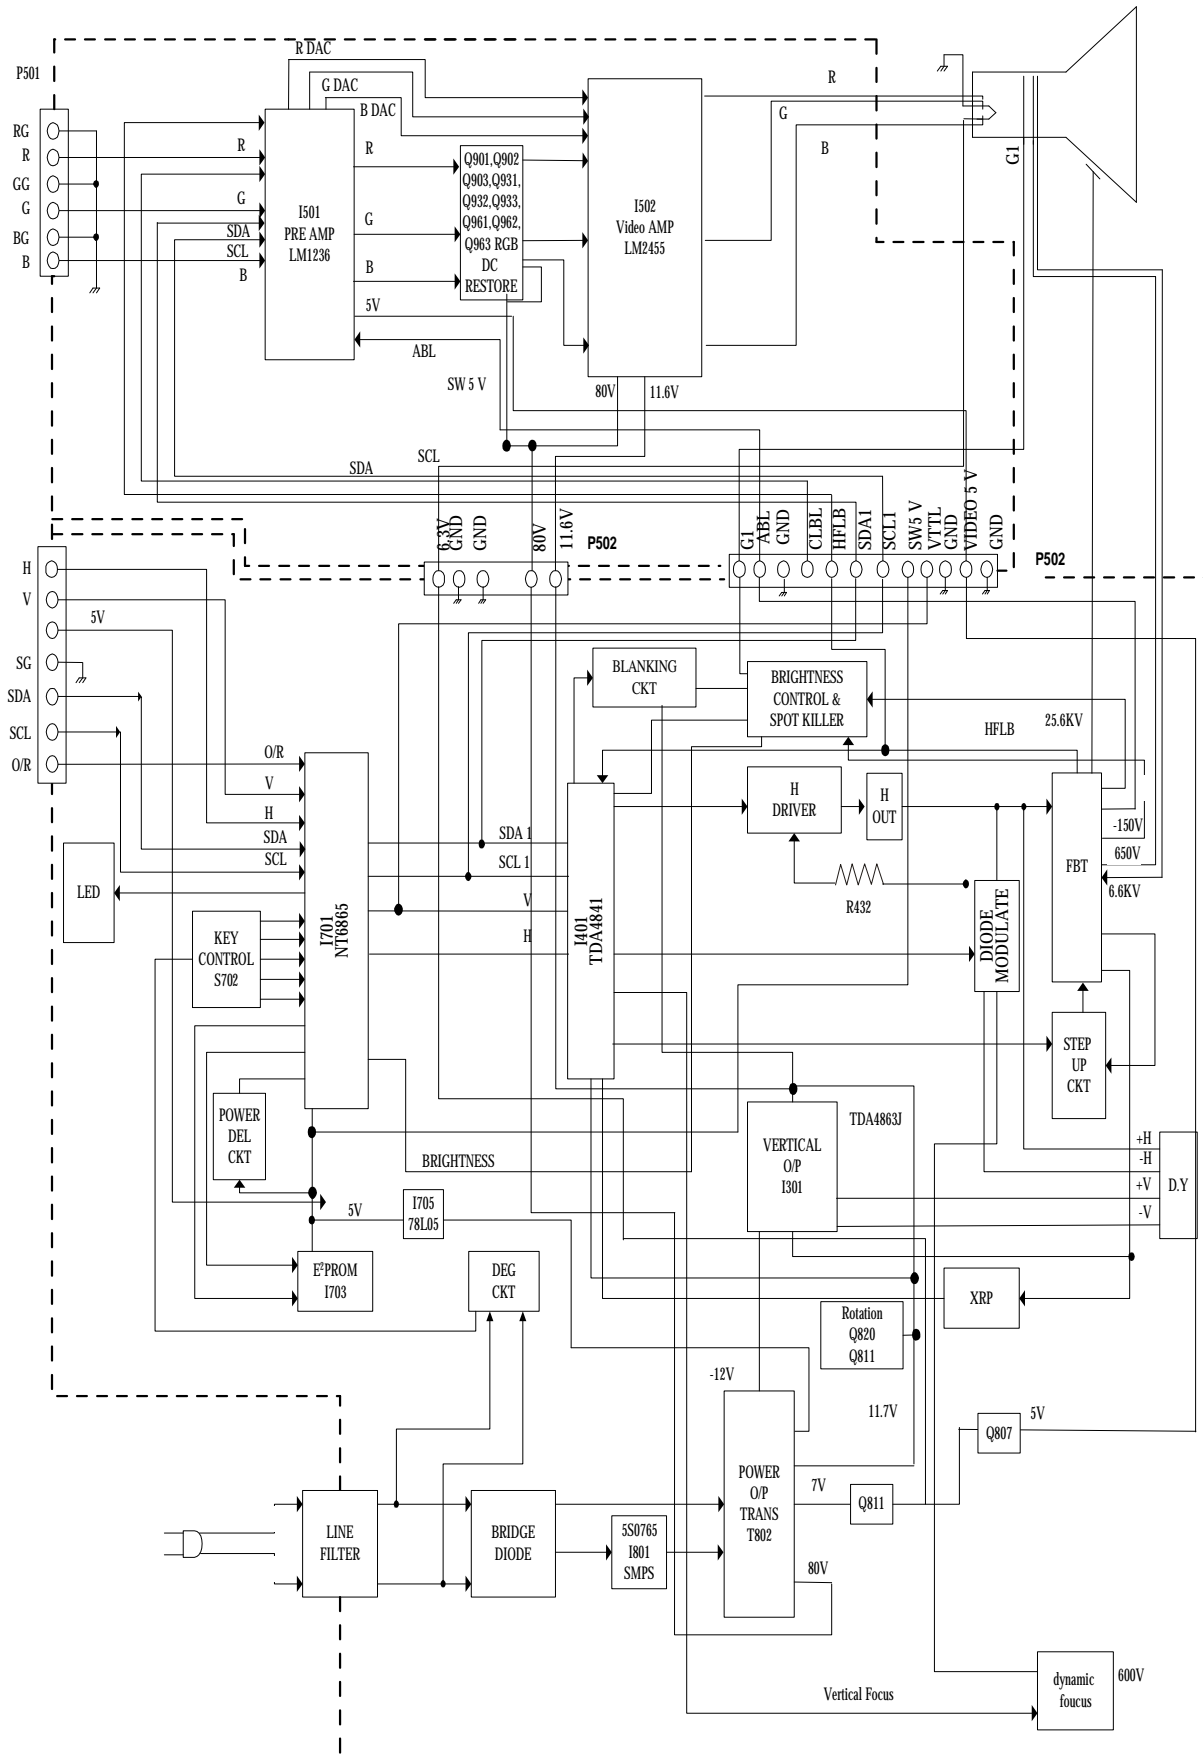 R DAC
P501
G DAC
B DAC
RG
R
GG
G
BG
B
R
G
SDA
SCL
B
I501
PRE AMP
LM1236
R
G
B
5V
ABL
Q901,Q902
Q903,Q931,
Q932,Q933,
Q961,Q962,
Q963 RGB
DC
RESTORE
I502
Video AMP
LM2455
R
G
B
G1
SW 5 V
80V
11.6V
SCL
SDA
6.3V
GND
GND
80V
11.6V
P502
G1
ABL
GND
CLBL
HFLB
SDA1
SCL1
SW5 V
VTTL
GND
VIDEO 5 V
GND
P502
H
V
5V
SG
SDA
SCL
O/R
BLANKING
CKT
BRIGHTNESS
CONTROL &
SPOT KILLER
HFLB
25.6KV
O/R
V
H
SDA
SCL
I701
NT6865
SDA 1
SCL 1
V
H
I401
TDA4841
H
DRIVER
H
OUT
R432
DIODE
MODULATE
FBT
-150V
650V
6.6KV
LED
KEY
CONTROL
S702
STEP
UP
CKT
POWER
DEL
CKT
BRIGHTNESS
VERTICAL
O/P
I301
TDA4863J
+H
-H
+V
-V
D.Y
5V
I705
78L05
E²PROM
I703
DEG
CKT
XRP
Rotation
Q820
Q811
-12V
11.7V
Q807
5V
POWER
O/P
TRANS
T802
7V
Q811
80V
LINE
FILTER
BRIDGE
DIODE
5S0765
I801
SMPS
Vertical Focus
dynamic
foucus
600V